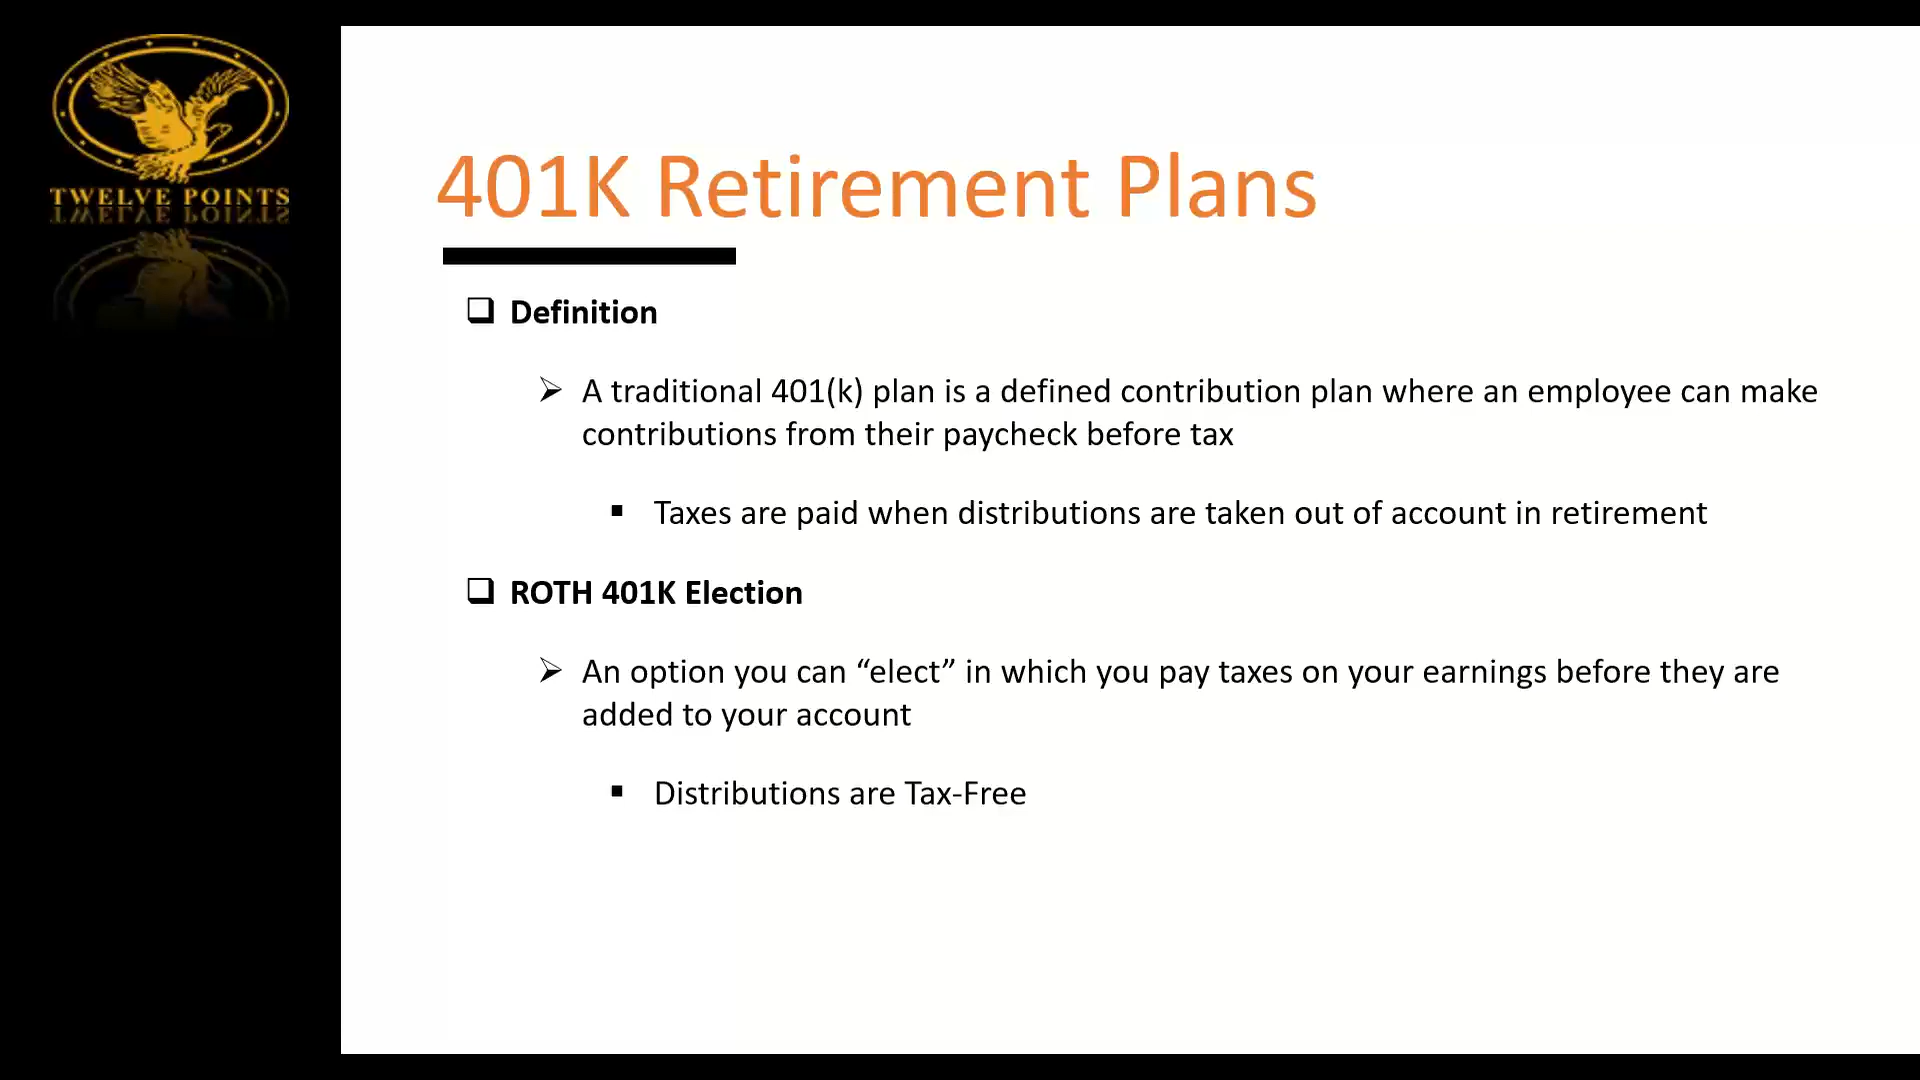 TWELVE POINTS
401K Retirement Plans
Definition
A traditional 401(k) plan is a defined contribution plan where an employee can make
contributions from their paycheck before tax
Taxes are paid when distributions are taken out of account in retirement
ROTH 401K Election
An option you can “elect” in which you pay taxes on your earnings before they are
added to your account
Distributions are Tax-Free